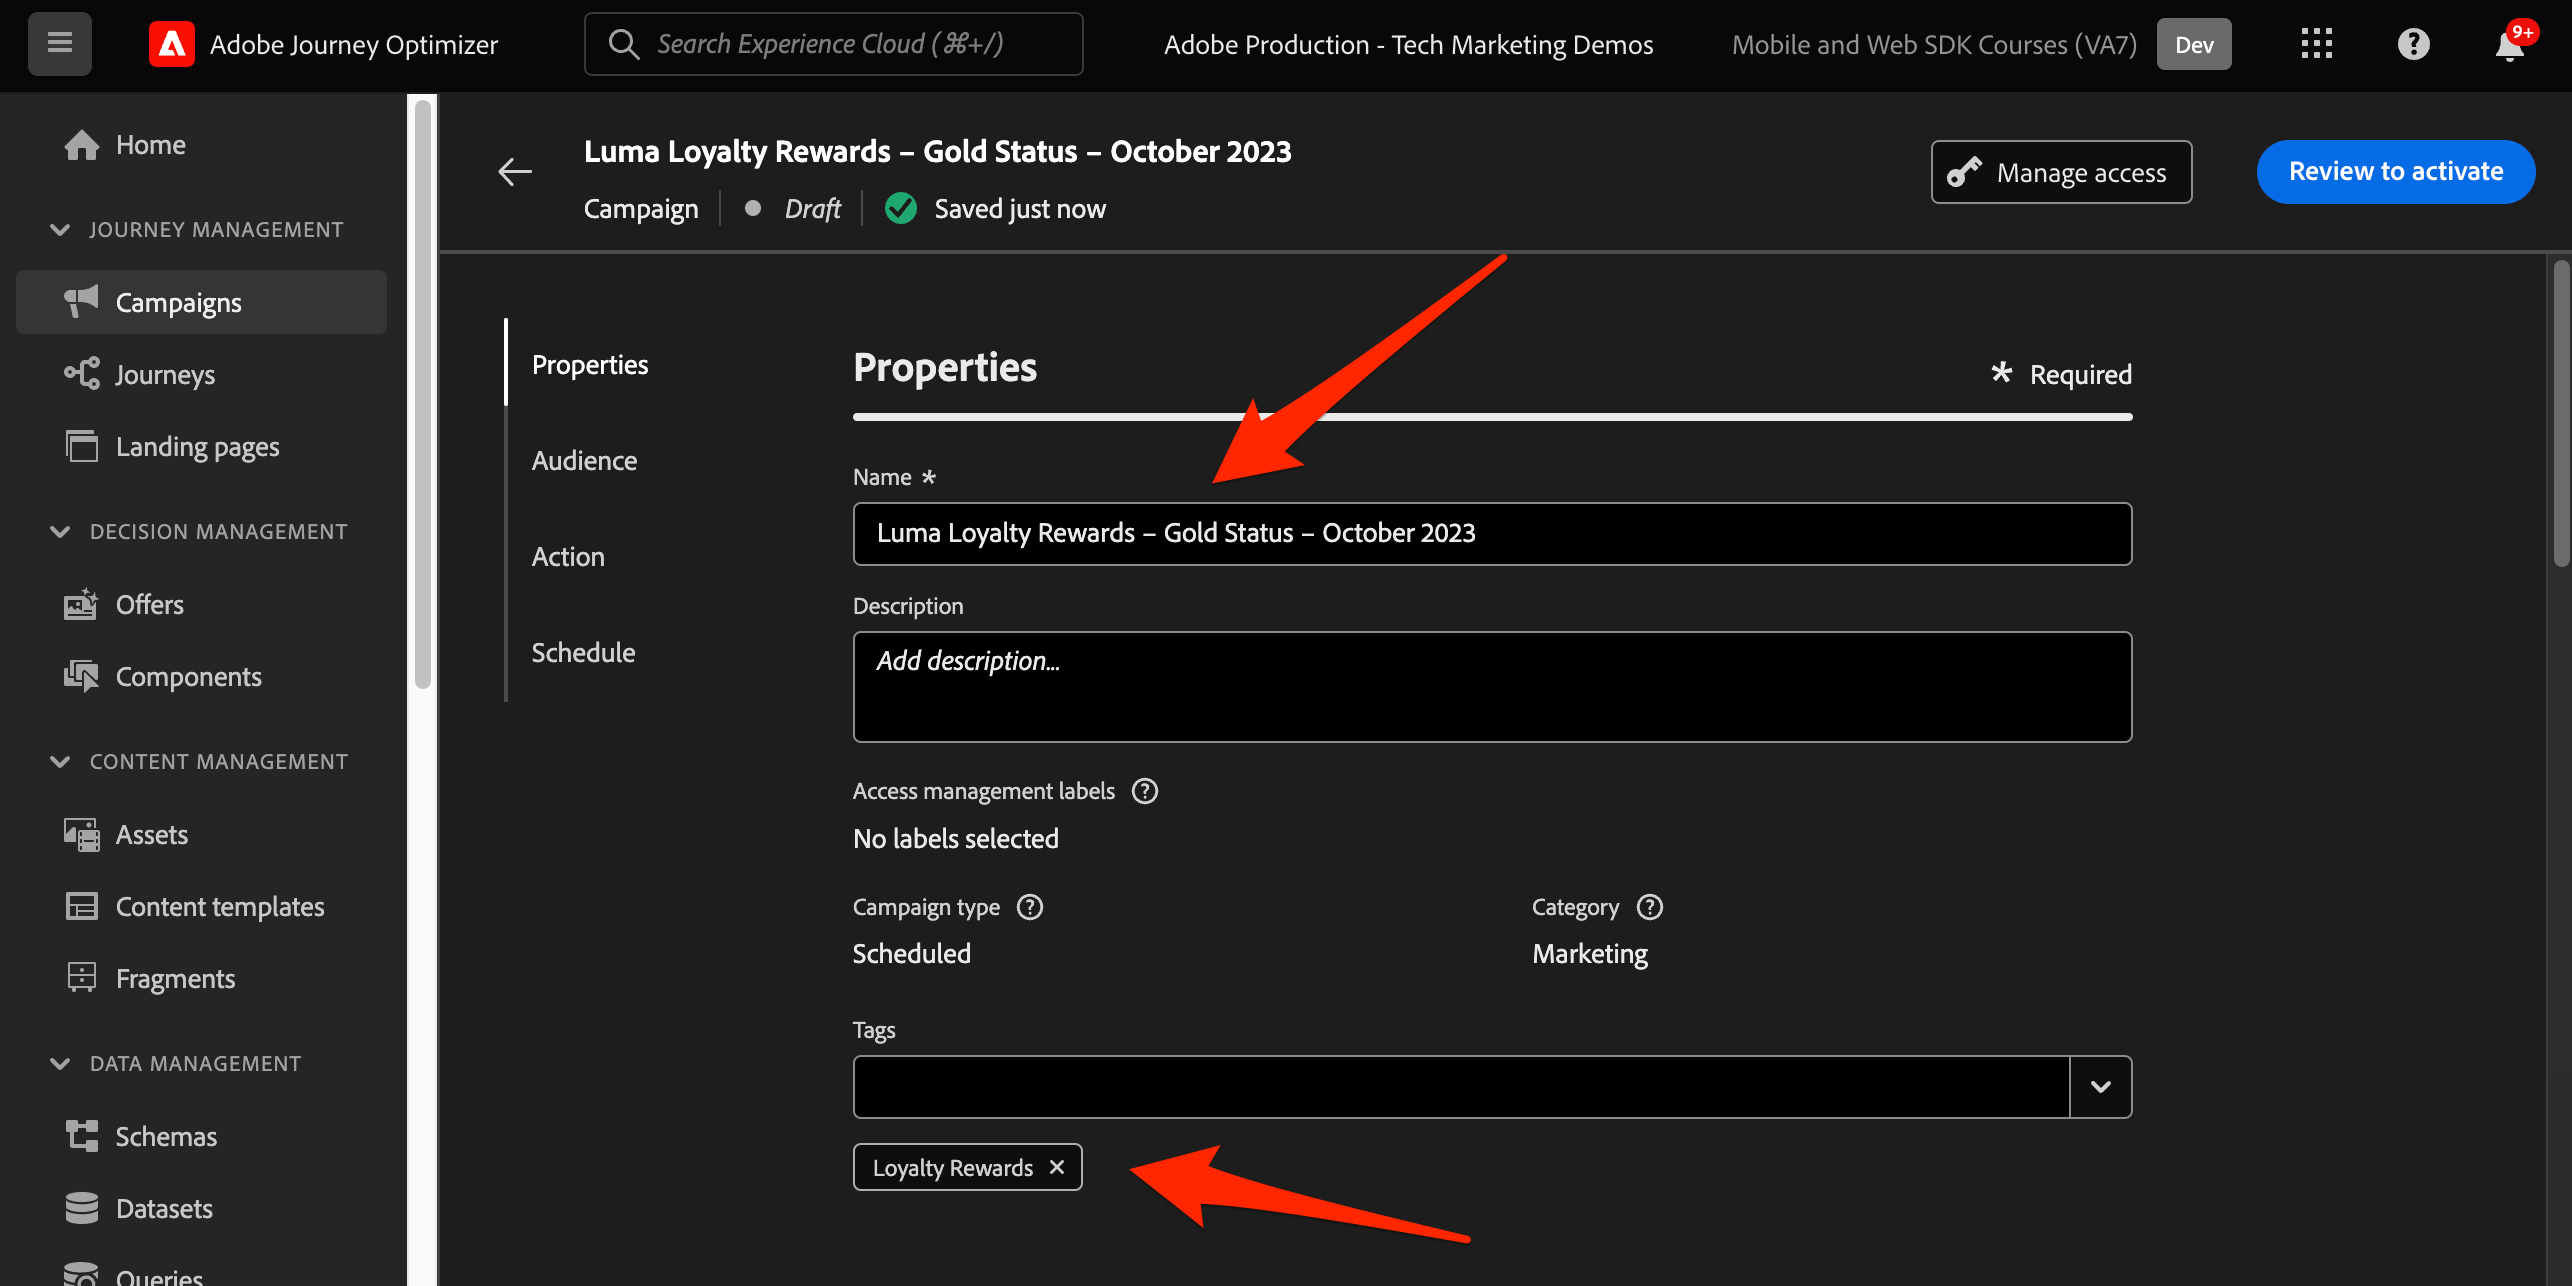 Adobe Journey Optimizer
Search Experience Cloud (⌘+/)
Adobe Production - Tech Marketing Demos
Mobile and Web SDK Courses (VA7)
Dev
?
9+
Home
JOURNEY MANAGEMENT
Campaigns
Journeys
Landing pages
DECISION MANAGEMENT
Offers
Components
CONTENT MANAGEMENT
Assets
Content templates
Fragments
DATA MANAGEMENT
Schemas
Datasets
Queries
Luma Loyalty Rewards – Gold Status – October 2023
Campaign
Draft
Saved just now
Manage access
Review to activate
Properties
Audience
Action
Schedule
Properties
* Required
Name *
Luma Loyalty Rewards – Gold Status – October 2023
Description
Add description...
Access management labels ?
No labels selected
Campaign type ?
Scheduled
Category ?
Marketing
Tags
Loyalty Rewards ×